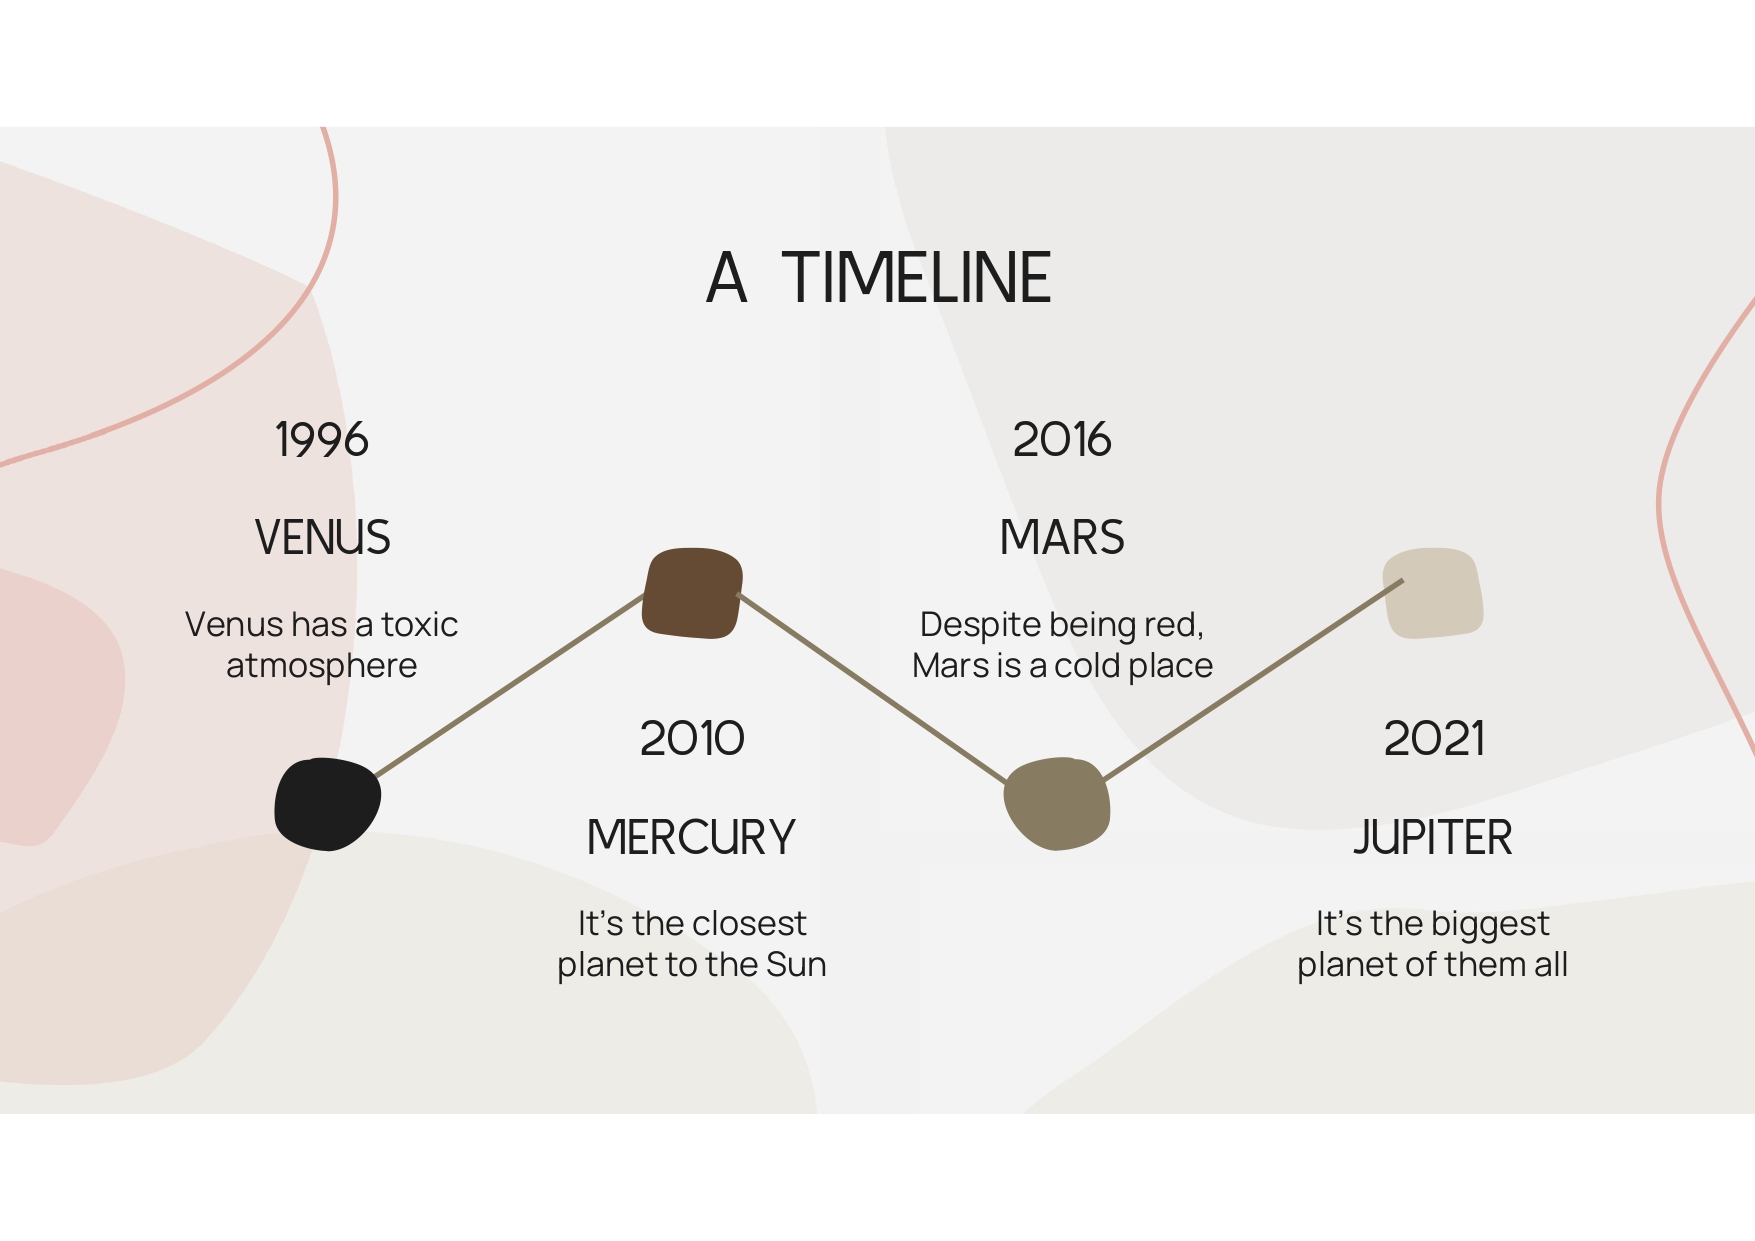 A TIMELINE
1996
VENUS
Venus has a toxic
atmosphere
2010
MERCURY
It’s the closest
planet to the Sun
2016
MARS
Despite being red,
Mars is a cold place
2021
JUPITER
It’s the biggest
planet of them all